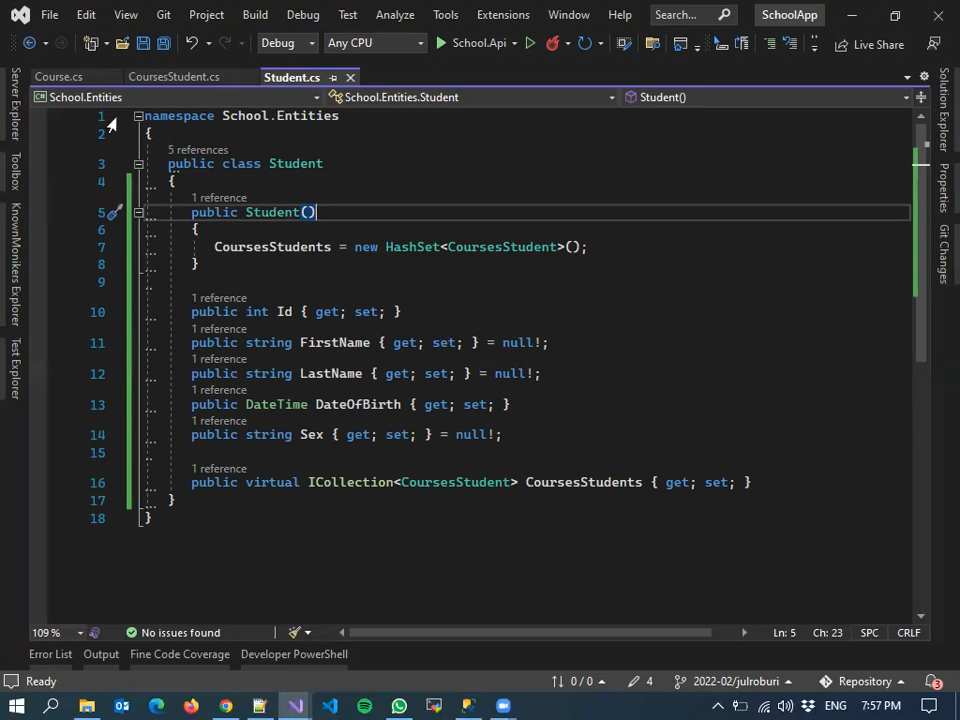 File Edit View Git Project Build Debug Test Analyze Tools Extensions Window Help Search... SchoolApp
Debug Any CPU School.Api Live Share
Course.cs CoursesStudent.cs Student.cs
School.Entities School.Entities.Student Student()
Server Explorer
Toolbox
KnownMonikers Explorer
Test Explorer
1 namespace School.Entities
2 {
5 references
3 public class Student
4 {
1 reference
5 public Student()
6 {
7 CoursesStudents = new HashSet<CoursesStudent>();
8 }
9
1 reference
10 public int Id { get; set; }
1 reference
11 public string FirstName { get; set; } = null!;
1 reference
12 public string LastName { get; set; } = null!;
1 reference
13 public DateTime DateOfBirth { get; set; }
1 reference
14 public string Sex { get; set; } = null!;
15
1 reference
16 public virtual ICollection<CoursesStudent> CoursesStudents { get; set; }
17 }
18 }
Solution Explorer
Properties
Git Changes
109 % No issues found Ln: 5 Ch: 23 SPC CRLF
Error List Output Fine Code Coverage Developer PowerShell
Ready 0 / 0 4 2022-02/julroburi Repository 3
7:57 PM